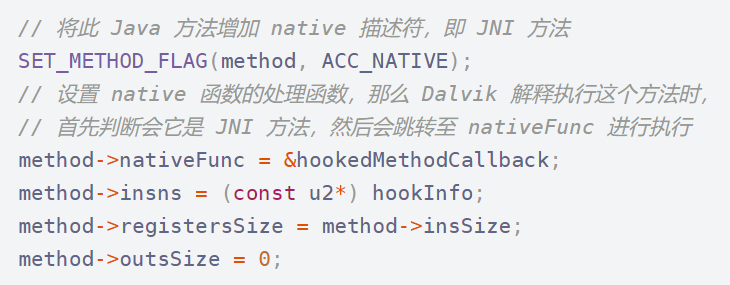 // 将此 Java 方法增加 native 描述符，即 JNI 方法
SET_METHOD_FLAG(method, ACC_NATIVE);
// 设置 native 函数的处理函数，那么 Dalvik 解释执行这个方法时，
// 首先判断会它是 JNI 方法，然后会跳转至 nativeFunc 进行执行
method->nativeFunc = &hookedMethodCallback;
method->insns = (const u2*) hookInfo;
method->registersSize = method->insSize;
method->outsSize = 0;